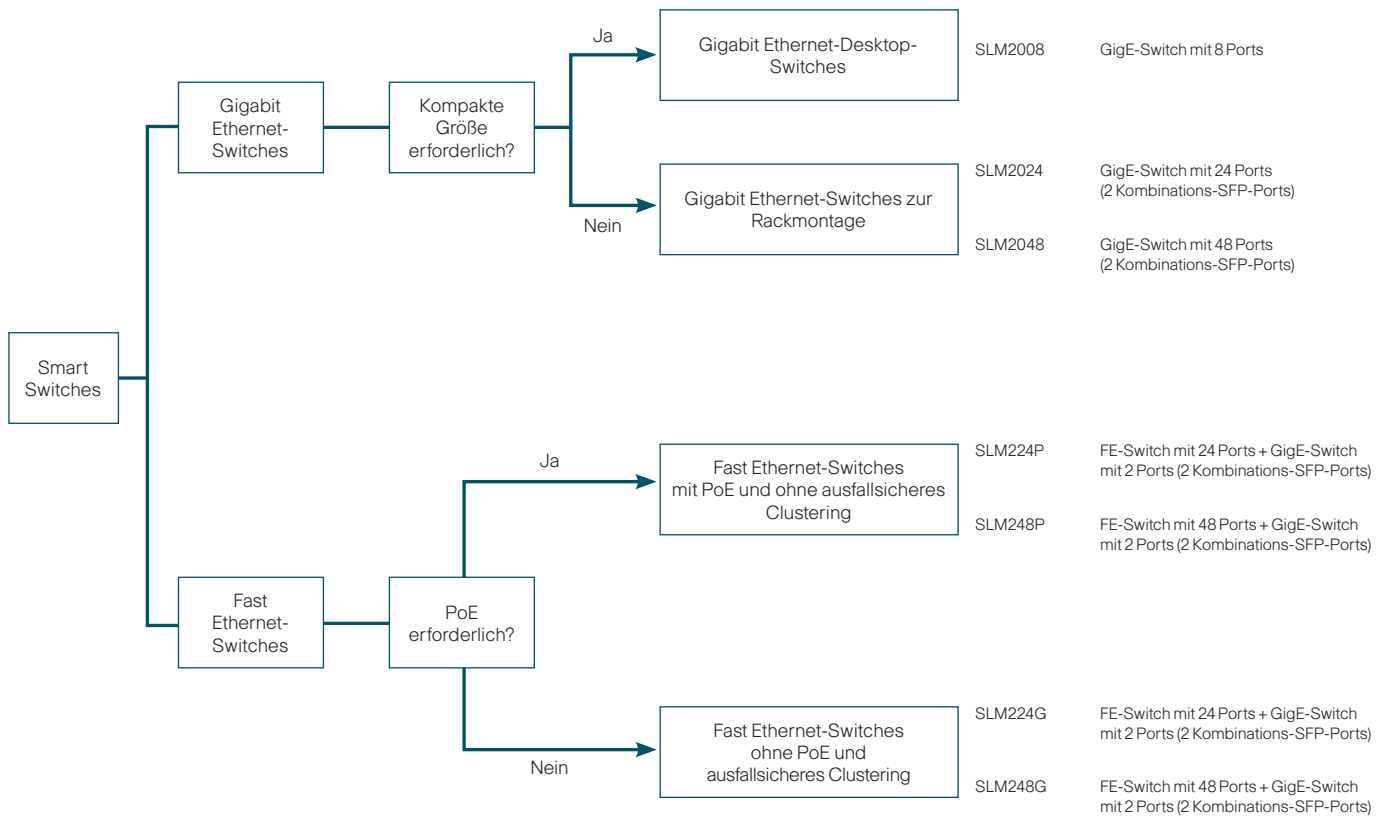 Smart
Switches
Gigabit
Ethernet-
Switches
Kompakte
Größe
erforderlich?
Ja
Gigabit Ethernet-Desktop-
Switches
SLM2008
GigE-Switch mit 8 Ports
Nein
Gigabit Ethernet-Switches zur
Rackmontage
SLM2024
GigE-Switch mit 24 Ports
(2 Kombinations-SFP-Ports)
SLM2048
GigE-Switch mit 48 Ports
(2 Kombinations-SFP-Ports)
Fast
Ethernet-
Switches
PoE
erforderlich?
Ja
Fast Ethernet-Switches
mit PoE und ohne ausfallsicheres
Clustering
SLM224P
FE-Switch mit 24 Ports + GigE-Switch
mit 2 Ports (2 Kombinations-SFP-Ports)
SLM248P
FE-Switch mit 48 Ports + GigE-Switch
mit 2 Ports (2 Kombinations-SFP-Ports)
Nein
Fast Ethernet-Switches
ohne PoE und
ausfallsicheres Clustering
SLM224G
FE-Switch mit 24 Ports + GigE-Switch
mit 2 Ports (2 Kombinations-SFP-Ports)
SLM248G
FE-Switch mit 48 Ports + GigE-Switch
mit 2 Ports (2 Kombinations-SFP-Ports)